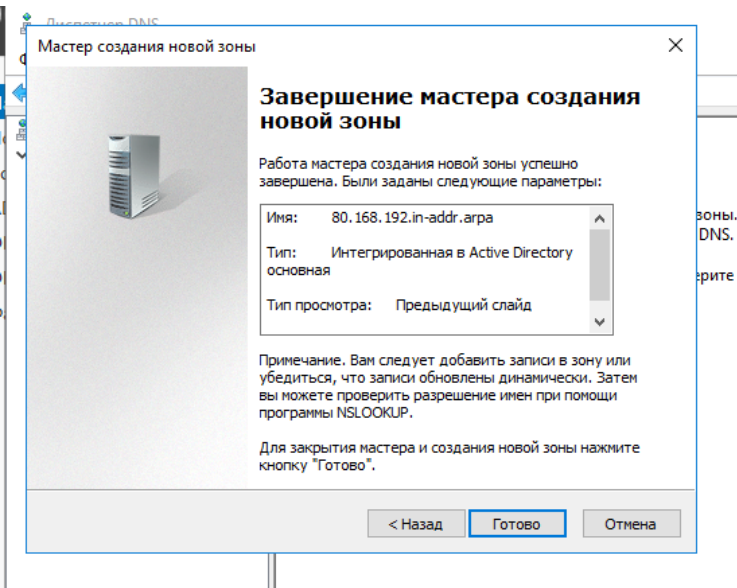 Диспетчер DNS
Мастер создания новой зоны
Завершение мастера создания
новой зоны
Работа мастера создания новой зоны успешно
завершена. Были заданы следующие параметры:
Имя: 80.168.192.in-addr.arpa
Тип: Интегрированная в Active Directory
основная
Тип просмотра: Предыдущий слайд
зоны.
DNS.
ерите
Примечание. Вам следует добавить записи в зону или
убедиться, что записи обновлены динамически. Затем
вы можете проверить разрешение имен при помощи
программы NSLOOKUP.
Для закрытия мастера и создания новой зоны нажмите
кнопку "Готово".
< Назад
Готово
Отмена